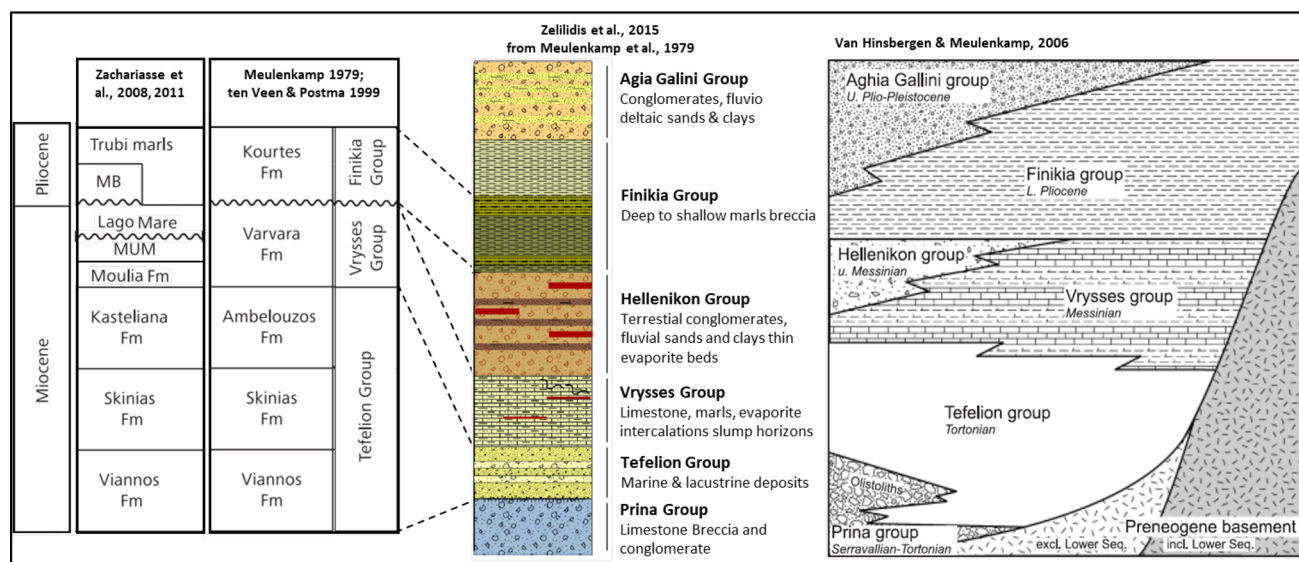 Zachariasse et
al., 2008, 2011
Meulenkamp 1979;
ten Veen & Postma 1999
Pliocene
Miocene
Trubi marls
MB
Lago Mare
MUM
Moulia Fm
Kasteliana
Fm
Skinias
Fm
Viannos
Fm
Kourtes
Fm
Varvara
Fm
Ambelouzos
Fm
Skinias
Fm
Viannos
Fm
Finikia
Group
Vrysses
Group
Tefelion Group
Zelilidis et al., 2015
from Meulenkamp et al., 1979
Agia Galini Group
Conglomerates, fluvio
deltaic sands & clays
Finikia Group
Deep to shallow marls breccia
Hellenikon Group
Terrestial conglomerates,
fluvial sands and clays thin
evaporite beds
Vrysses Group
Limestone, marls, evaporite
intercalations slump horizons
Tefelion Group
Marine & lacustrine deposits
Prina Group
Limestone Breccia and
conglomerate
Van Hinsbergen & Meulenkamp, 2006
Aghia Gallini group
U. Plio-Pleistocene
Finikia group
L. Pliocene
Hellenikon group
u. Messinian
Vrysses group
Messinian
Tefelion group
Tortonian
Olistoliths
Prina group
Serravallian-Tortonian
excl. Lower Seq.
Preneogene basement
incl. Lower Seq.